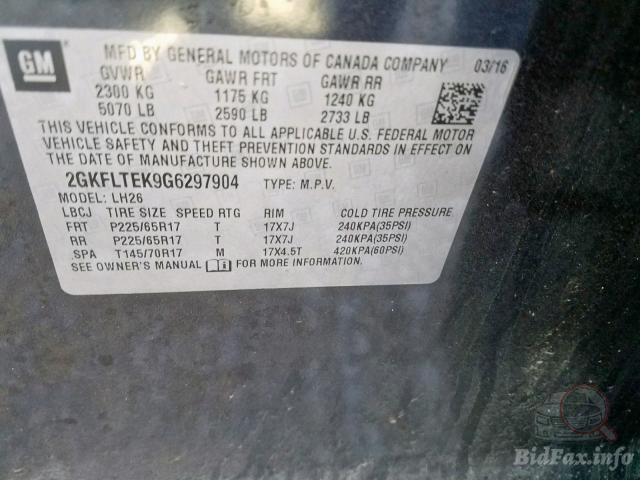 GM
MFD BY GENERAL MOTORS OF CANADA COMPANY 03/16
GVWR GAWR FRT GAWR RR
2300 KG 1175 KG 1240 KG
5070 LB 2590 LB 2733 LB
THIS VEHICLE CONFORMS TO ALL APPLICABLE U.S. FEDERAL MOTOR
VEHICLE SAFETY AND THEFT PREVENTION STANDARDS IN EFFECT ON
THE DATE OF MANUFACTURE SHOWN ABOVE.
2GKFLTEK9G6297904 TYPE: M.P.V.
MODEL: LH26
LBCJ TIRE SIZE SPEED RTG RIM COLD TIRE PRESSURE
FRT P225/65R17 T 17X7J 240KPA(35PSI)
RR P225/65R17 T 17X7J 240KPA(35PSI)
.SPA T145/70R17 M 17X4.5T 420KPA(60PSI)
SEE OWNER'S MANUAL FOR MORE INFORMATION.
BidFax.info